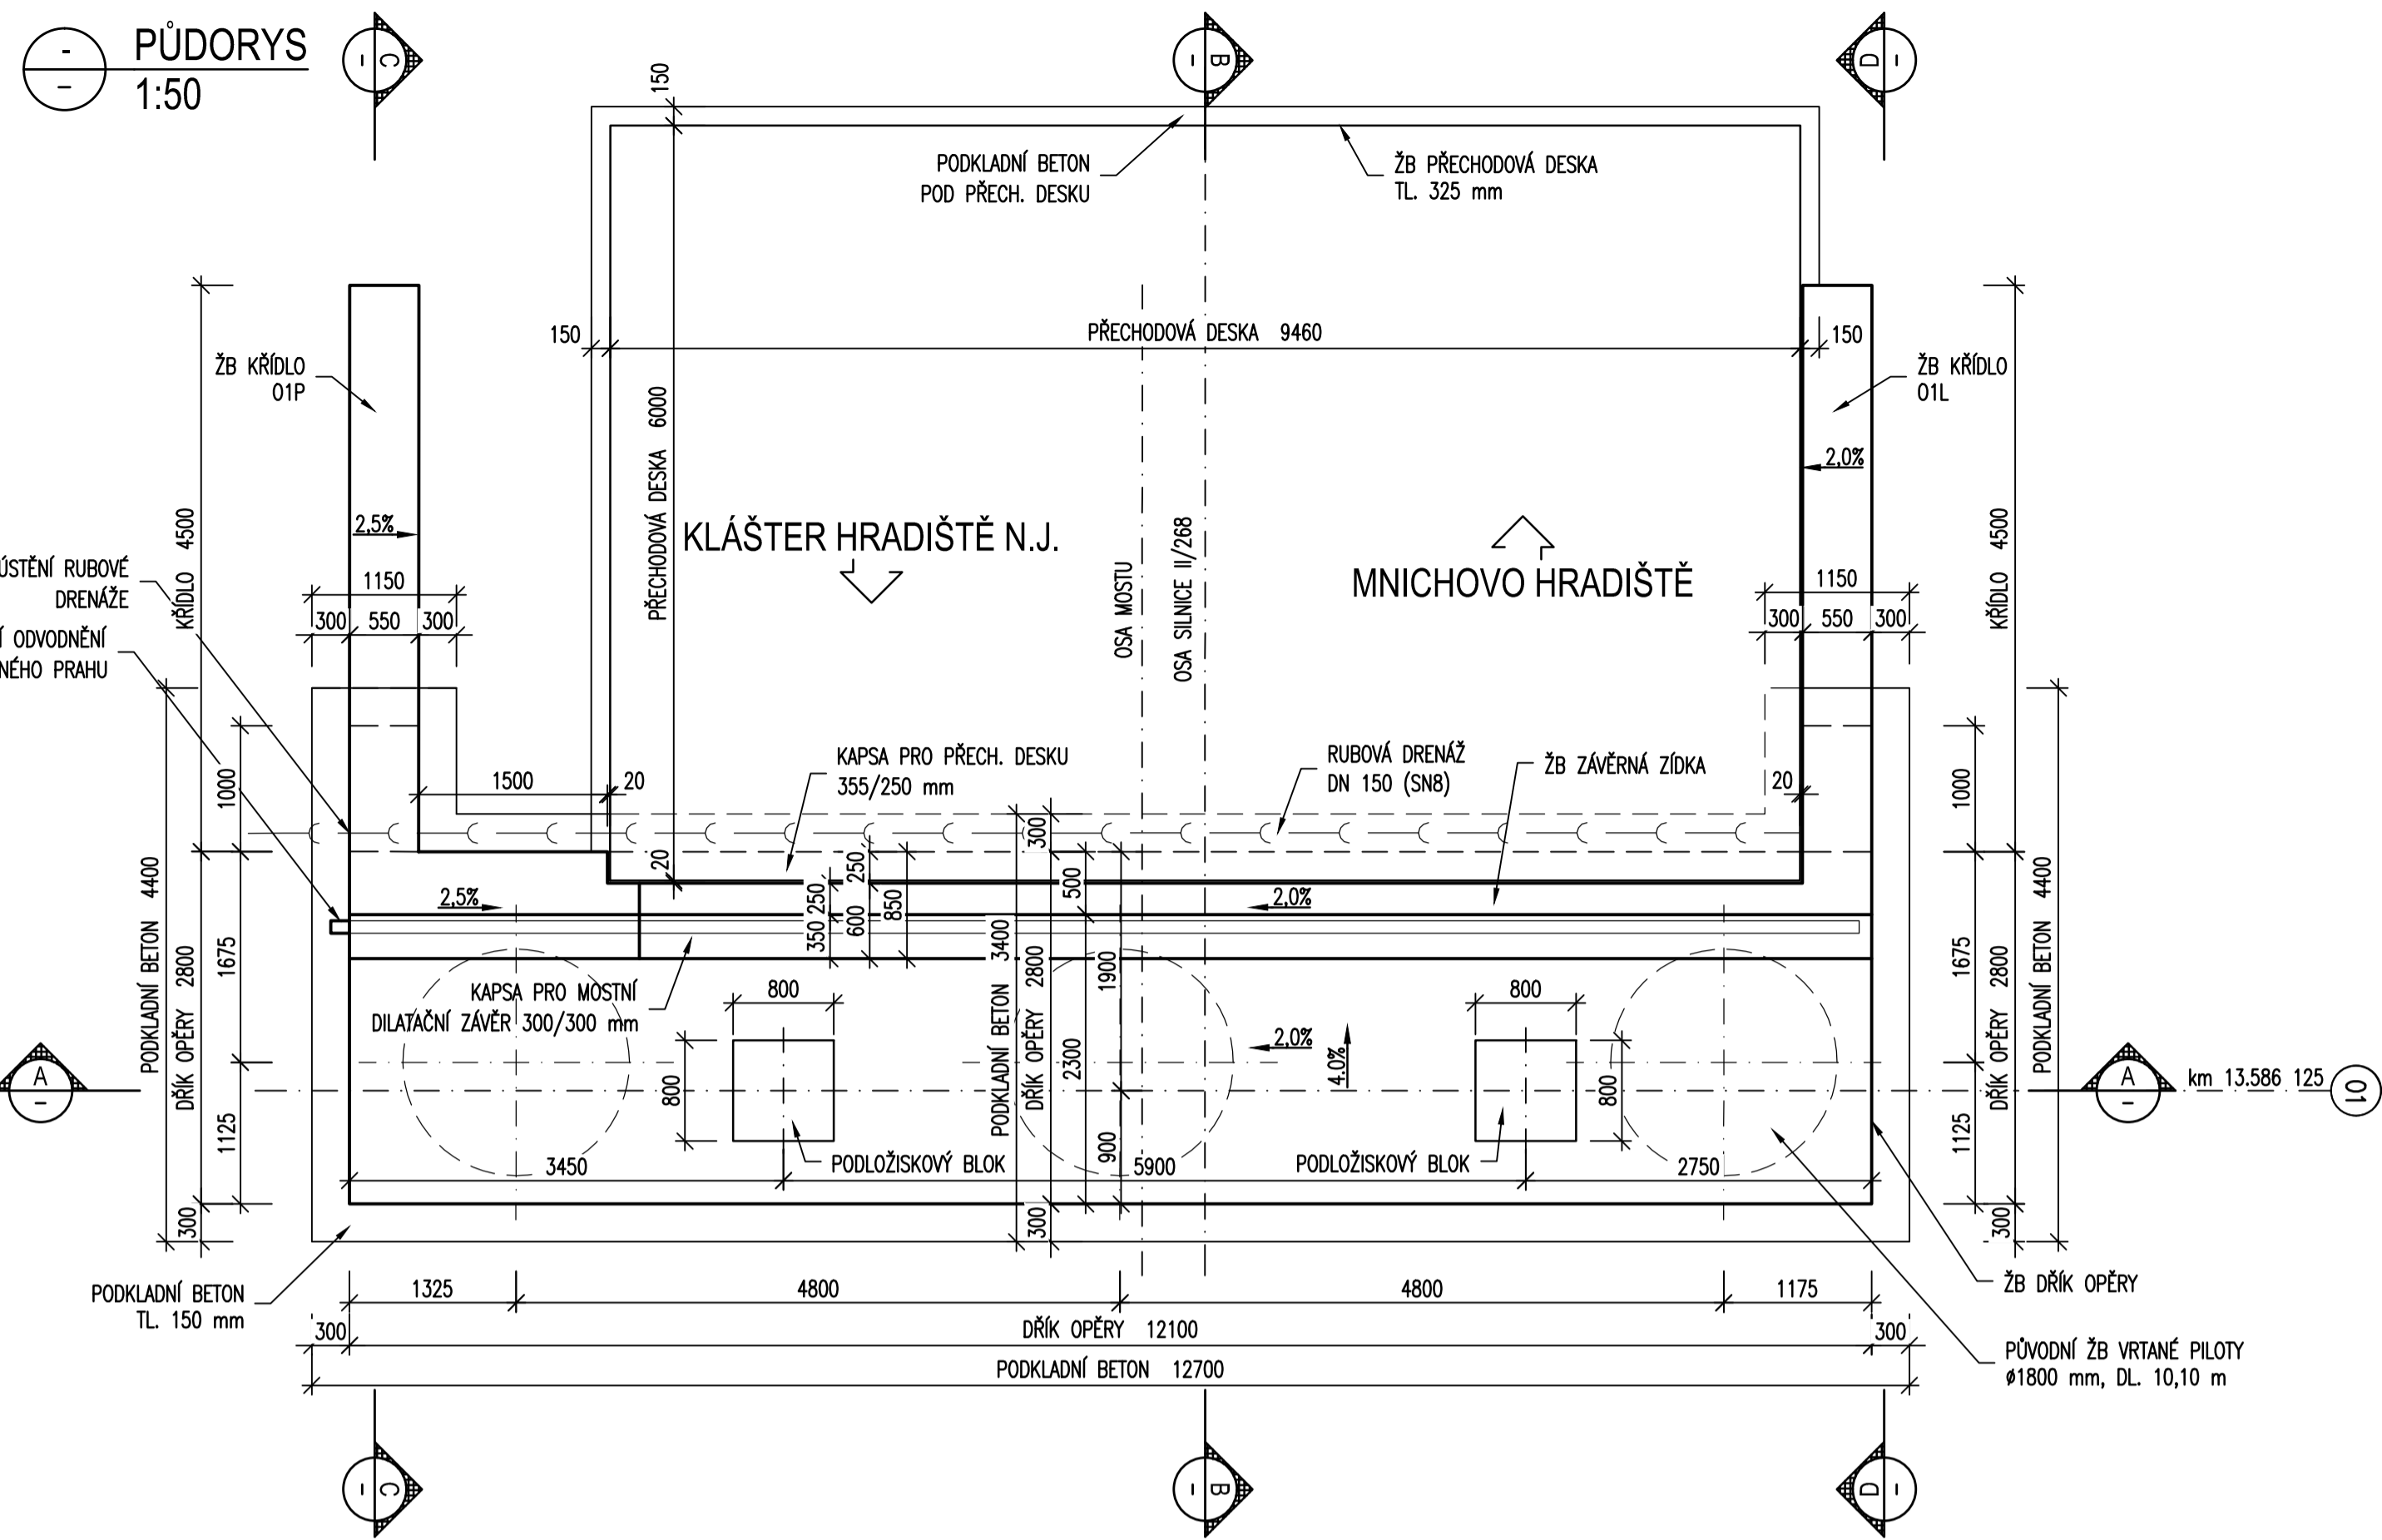 PŮDORYS
1:50
C
B
D
150
PODKLADNÍ BETON
POD PŘECH. DESKU
ŽB PŘECHODOVÁ DESKA
TL. 325 mm
150
PŘECHODOVÁ DESKA 9460
150
ŽB KŘÍDLO
O1P
ŽB KŘÍDLO
O1L
PŘECHODOVÁ DESKA 6000
2,0%
2,5%
KŘÍDLO 4500
KŘÍDLO 4500
KLÁŠTER HRADIŠTĚ N.J.
MNICHOVO HRADIŠTĚ
OSA MOSTU
OSA SILNICE II/268
ÚSTĚNÍ RUBOVÉ
DRENÁŽE
Í ODVODNĚNÍ
NÉHO PRAHU
1150
300 550 300
1150
300 550 300
1500
20
KAPSA PRO PŘECH. DESKU
355/250 mm
RUBOVÁ DRENÁŽ
DN 150 (SN8)
ŽB ZÁVĚRNÁ ZÍDKA
20
1000
1000
300
20
250
250
350
600
850
500
2,5%
2,0%
PODKLADNÍ BETON 4400
DŘÍK OPĚRY 2800
1675
1125
300
PODKLADNÍ BETON 3400
DŘÍK OPĚRY 2800
2300
1900
900
300
1675
1125
DŘÍK OPĚRY 2800
300
PODKLADNÍ BETON 4400
KAPSA PRO MOSTNÍ
DILATAČNÍ ZÁVĚR 300/300 mm
800
800
800
800
2,0%
4.0%
A
A
km 13.586 125
01
PODLOŽISKOVÝ BLOK
PODLOŽISKOVÝ BLOK
3450
5900
2750
PODKLADNÍ BETON
TL. 150 mm
1325
4800
4800
1175
ŽB DŘÍK OPĚRY
300
DŘÍK OPĚRY 12100
300
PODKLADNÍ BETON 12700
PŮVODNÍ ŽB VRTANÉ PILOTY
ø1800 mm, DL. 10,10 m
C
B
D